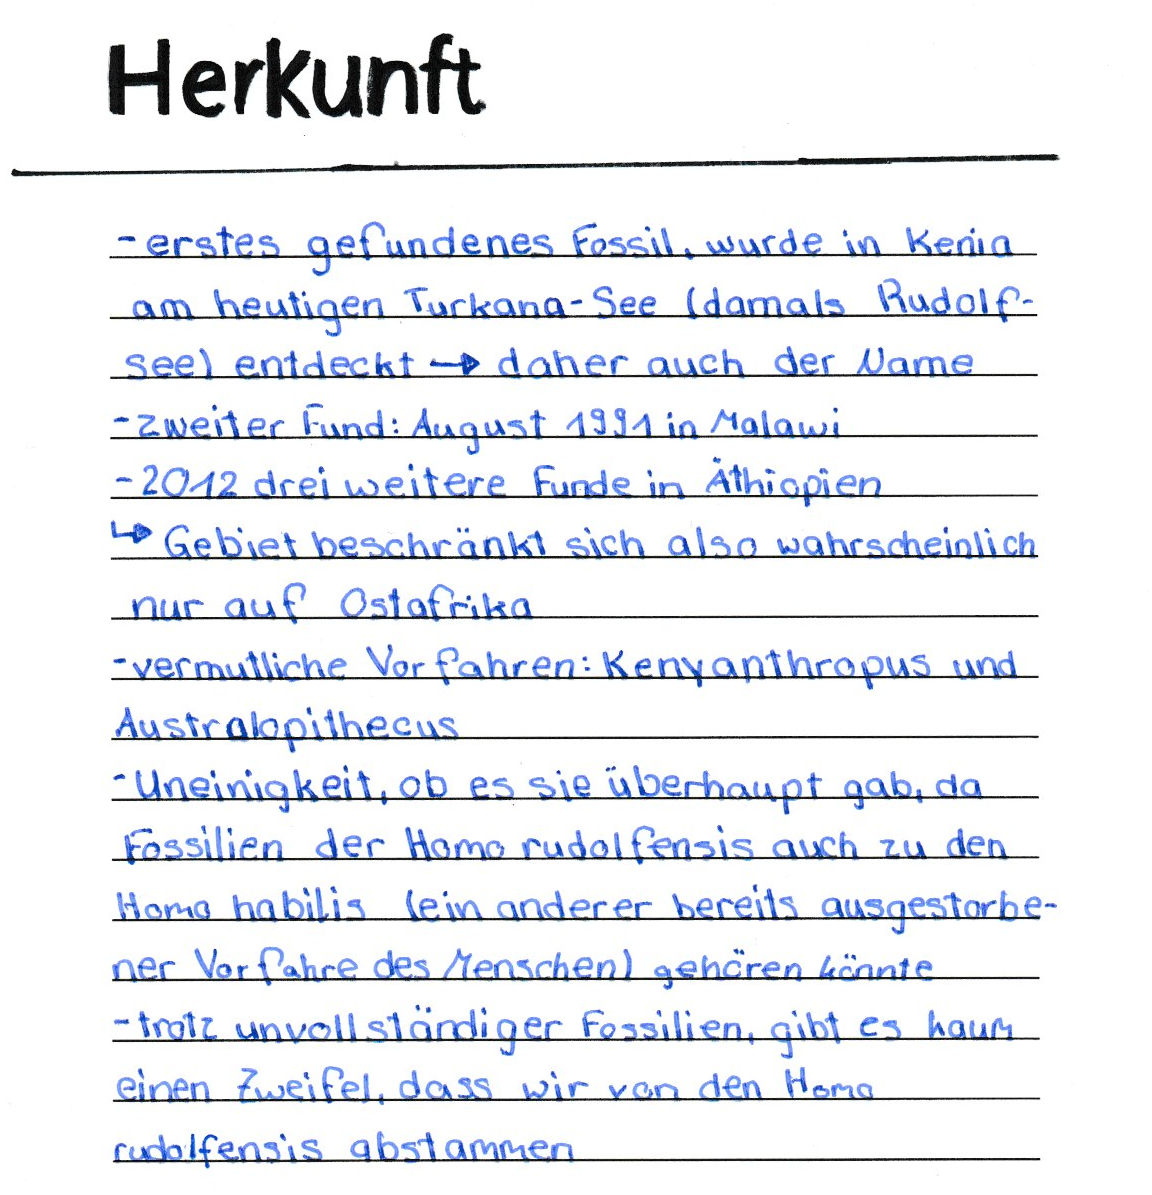 Herkunft
- erstes gefundenes Fossil, wurde in Kenia
am heutigen Turkana-See (damals Rudolf-
see) entdeckt → daher auch der Name
- zweiter Fund: August 1991 in Malawi
- 2012 drei weitere Funde in Äthiopien
↳ Gebiet beschränkt sich also wahrscheinlich
nur auf Ostafrika
- vermutliche Vorfahren: Kenyanthropus und
Australopithecus
- Uneinigkeit, ob es sie überhaupt gab, da
Fossilien der Homo rudolfensis auch zu den
Homo habilis (ein anderer bereits ausgestorbe-
ner Vorfahre des Menschen) gehören könnte
- trotz unvollständiger Fossilien, gibt es kaum
einen Zweifel, dass wir von den Homo
rudolfensis abstammen